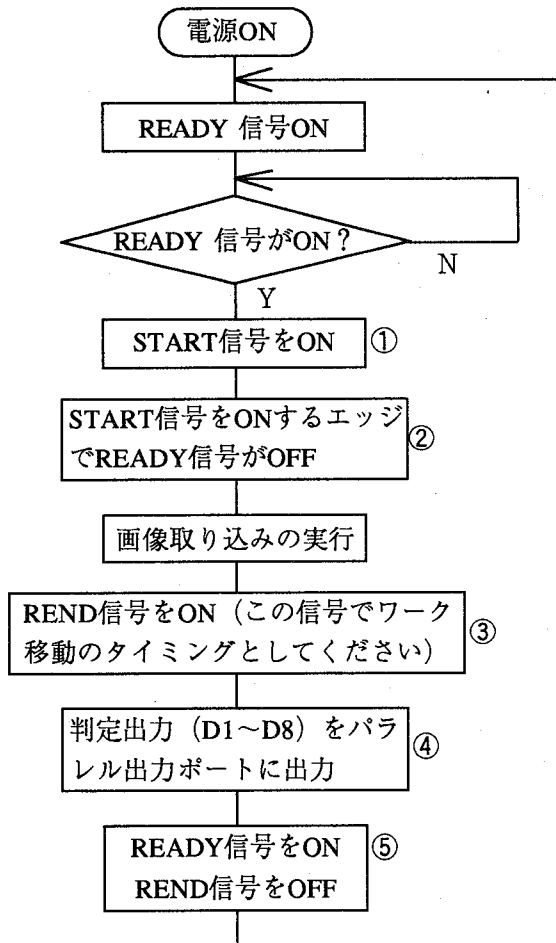 電源ON
READY 信号ON
READY 信号がON？
N
Y
START信号をON ①
START信号をONするエッジ
でREADY信号がOFF ②
画像取り込みの実行
REND信号をON（この信号でワーク
移動のタイミングとしてください） ③
判定出力（D1～D8）をパラ
レル出力ポートに出力 ④
READY信号をON ⑤
REND信号をOFF